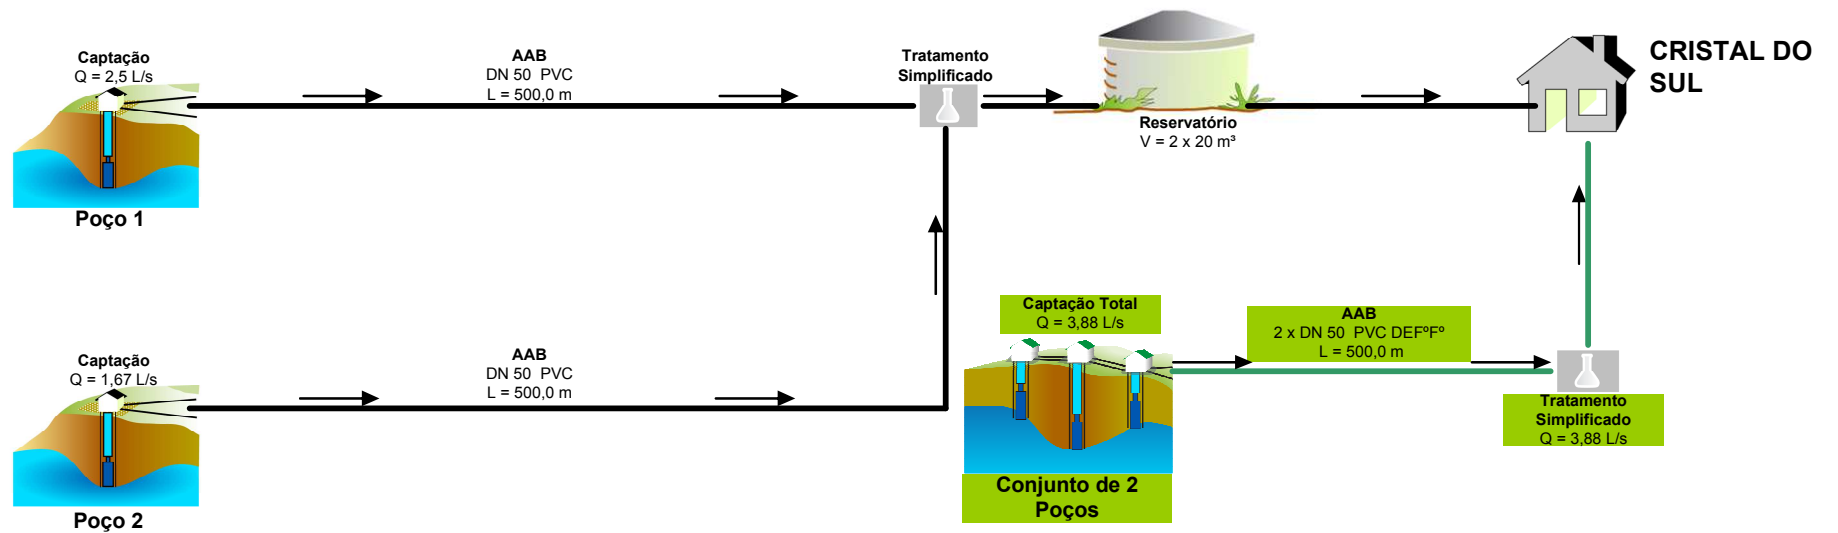 Captação
Q = 2,5 L/s
Poço 1
AAB
DN 50  PVC
L = 500,0 m
Tratamento
Simplificado
Reservatório
V = 2 x 20 m³
CRISTAL DO
SUL
Captação
Q = 1,67 L/s
Poço 2
AAB
DN 50  PVC
L = 500,0 m
Captação Total
Q = 3,88 L/s
Conjunto de 2
Poços
AAB
2 x DN 50  PVC DEFºFº
L = 500,0 m
Tratamento
Simplificado
Q = 3,88 L/s